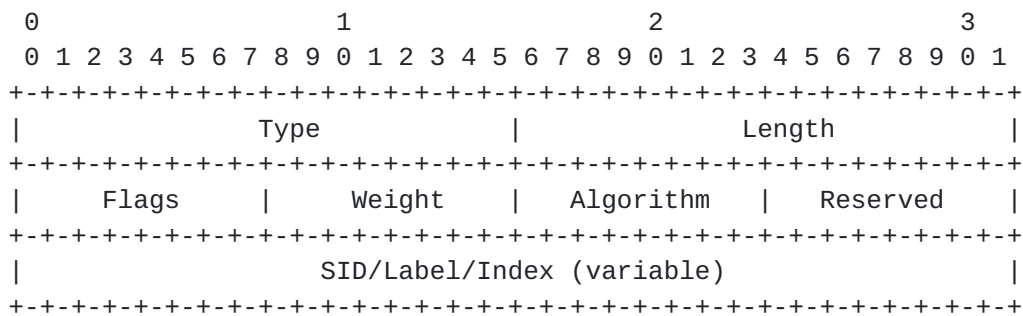 0                   1                   2                   3
 0 1 2 3 4 5 6 7 8 9 0 1 2 3 4 5 6 7 8 9 0 1 2 3 4 5 6 7 8 9 0 1
+-+-+-+-+-+-+-+-+-+-+-+-+-+-+-+-+-+-+-+-+-+-+-+-+-+-+-+-+-+-+-+-+
|               Type            |              Length           |
+-+-+-+-+-+-+-+-+-+-+-+-+-+-+-+-+-+-+-+-+-+-+-+-+-+-+-+-+-+-+-+-+
|     Flags     |     Weight    |   Algorithm   |   Reserved    |
+-+-+-+-+-+-+-+-+-+-+-+-+-+-+-+-+-+-+-+-+-+-+-+-+-+-+-+-+-+-+-+-+
|                   SID/Label/Index (variable)                  |
+-+-+-+-+-+-+-+-+-+-+-+-+-+-+-+-+-+-+-+-+-+-+-+-+-+-+-+-+-+-+-+-+